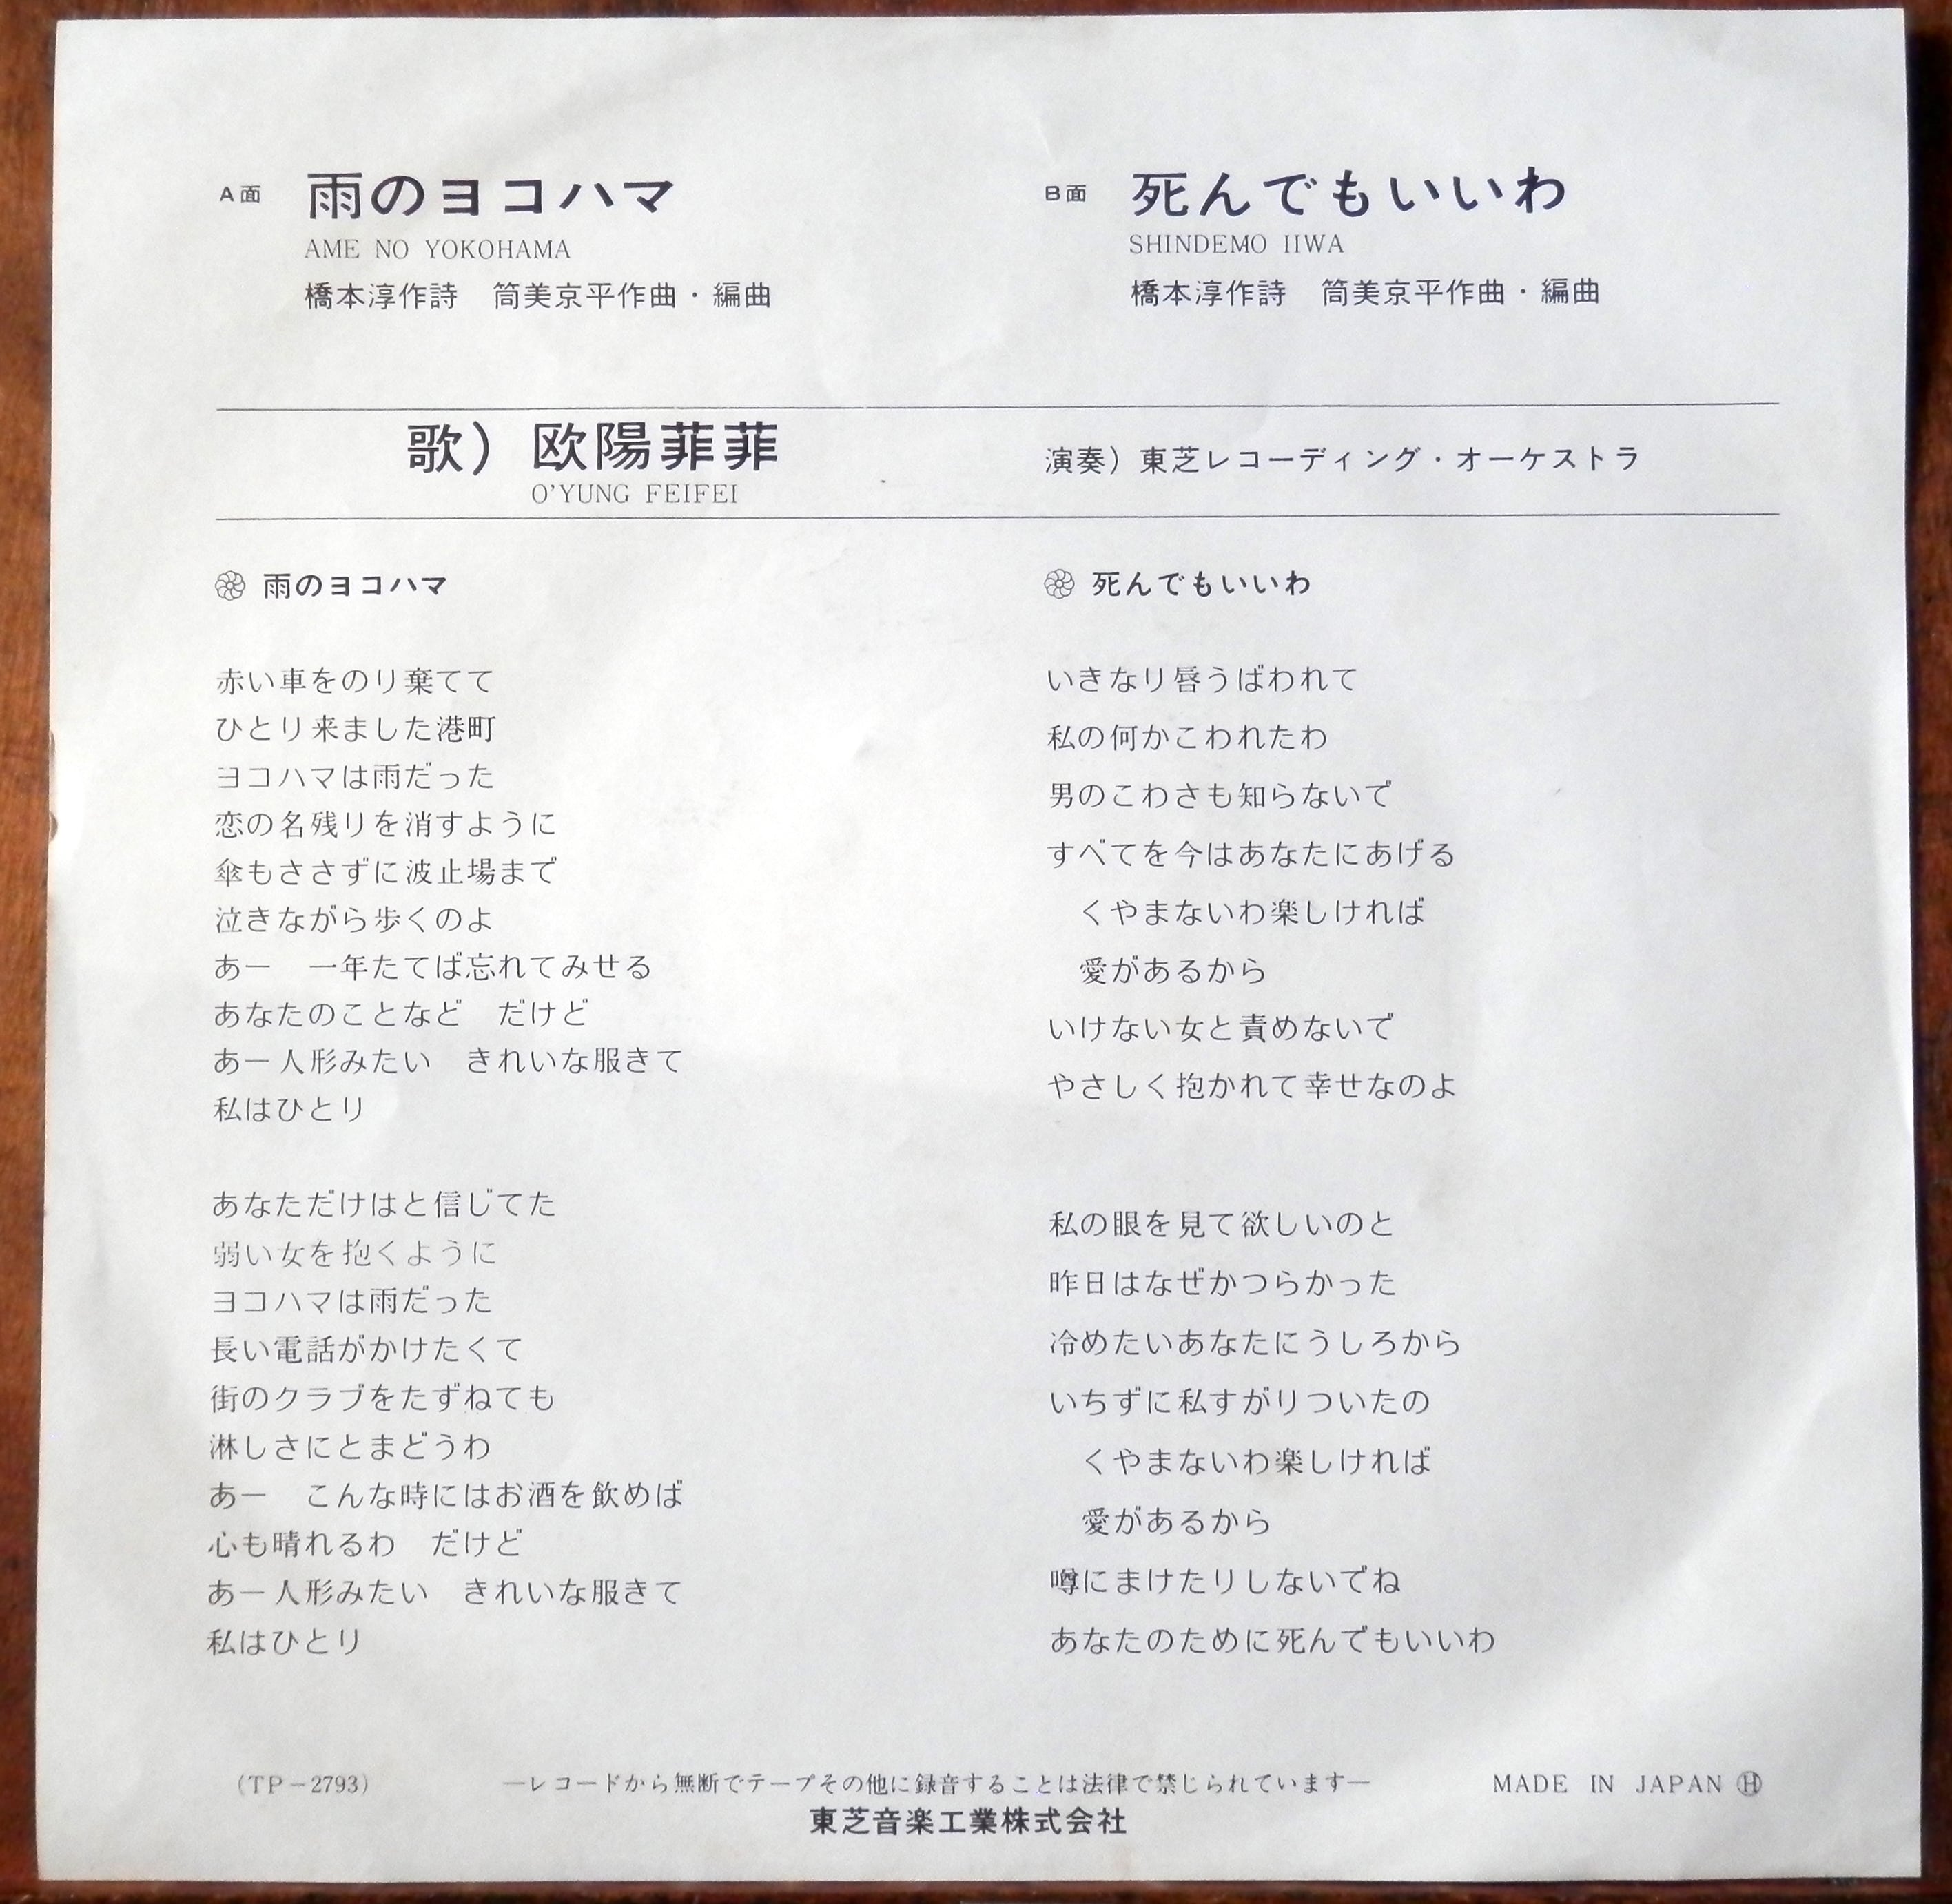 A面 雨のヨコハマ
AME NO YOKOHAMA
橋本淳作詩　筒美京平作曲・編曲
B面 死んでもいいわ
SHINDEMO IIWA
橋本淳作詩　筒美京平作曲・編曲
歌）欧陽菲菲
O'YUNG FEIFEI
演奏）東芝レコーディング・オーケストラ
雨のヨコハマ
赤い車をのり棄てて
ひとり来ました港町
ヨコハマは雨だった
恋の名残りを消すように
傘もささずに波止場まで
泣きながら歩くのよ
あー　一年たてば忘れてみせる
あなたのことなど　だけど
あー人形みたい　きれいな服きて
私はひとり
あなただけはと信じてた
弱い女を抱くように
ヨコハマは雨だった
長い電話がかけたくて
街のクラブをたずねても
淋しさにとまどうわ
あー　こんな時にはお酒を飲めば
心も晴れるわ　だけど
あー人形みたい　きれいな服きて
私はひとり
死んでもいいわ
いきなり唇うばわれて
私の何かこわれたわ
男のこわさも知らないで
すべてを今はあなたにあげる
くやまないわ楽しければ
愛があるから
いけない女と責めないで
やさしく抱かれて幸せなのよ
私の眼を見て欲しいのと
昨日はなぜかつらかった
冷めたいあなたにうしろから
いちずに私すがりついたの
くやまないわ楽しければ
愛があるから
噂にまけたりしないでね
あなたのために死んでもいいわ
(TP－2793)
―レコードから無断でテープその他に録音することは法律で禁じられています―
MADE IN JAPAN Ⓗ
東芝音楽工業株式会社